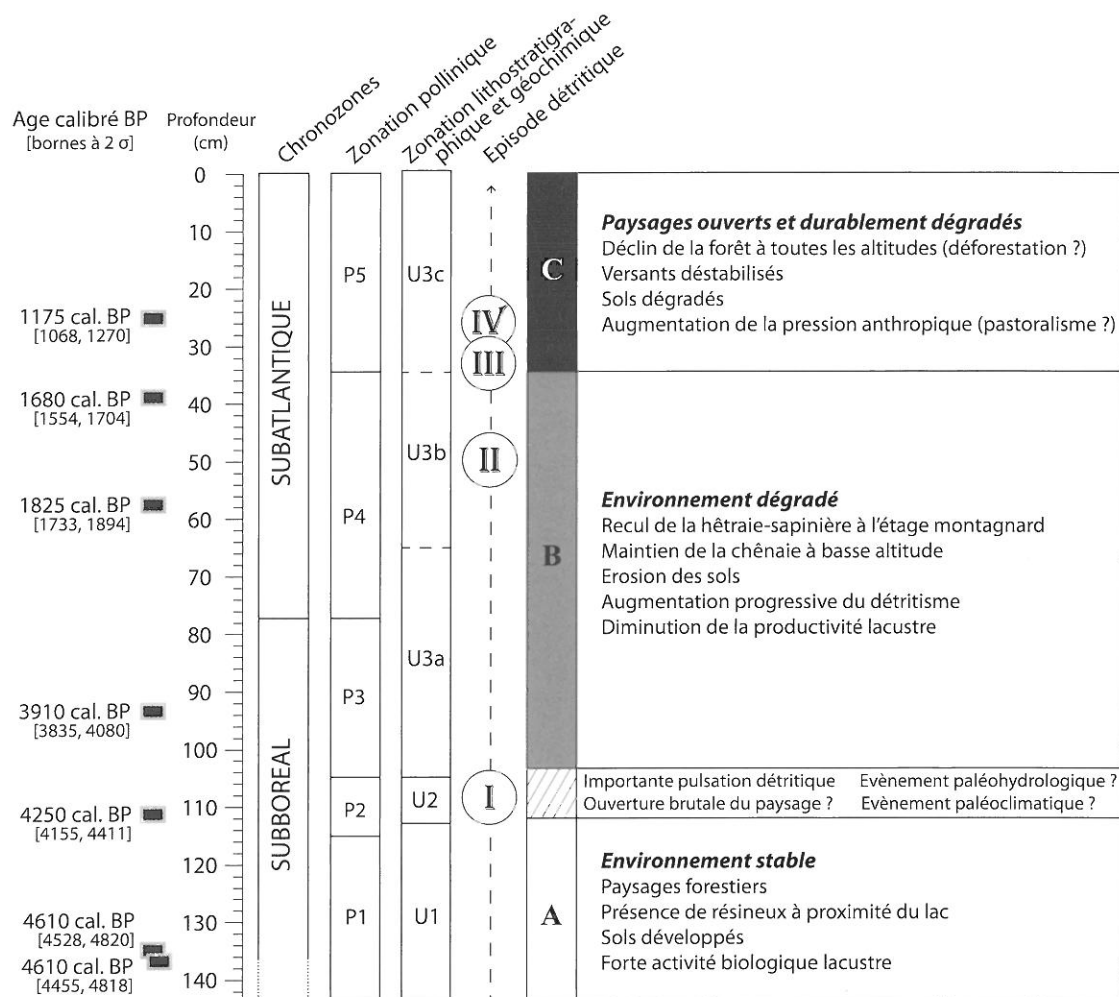 Age calibré BP
[bornes à 2 σ]
Profondeur
(cm)
Chronozones
Zonation pollinique
Zonation lithostratigra-
phique et géochimique
Episode détritique
0
10
20
30
40
50
60
70
80
90
100
110
120
130
140
1175 cal. BP
[1068, 1270]
1680 cal. BP
[1554, 1704]
1825 cal. BP
[1733, 1894]
3910 cal. BP
[3835, 4080]
4250 cal. BP
[4155, 4411]
4610 cal. BP
[4528, 4820]
4610 cal. BP
[4455, 4818]
SUBATLANTIQUE
SUBBOREAL
P5
P4
P3
P2
P1
U3c
U3b
U3a
U2
U1
IV
III
II
I
C
Paysages ouverts et durablement dégradés
Déclin de la forêt à toutes les altitudes (déforestation ?)
Versants déstabilisés
Sols dégradés
Augmentation de la pression anthropique (pastoralisme ?)
B
Environnement dégradé
Recul de la hêtraie-sapinière à l'étage montagnard
Maintien de la chênaie à basse altitude
Erosion des sols
Augmentation progressive du détritisme
Diminution de la productivité lacustre
Importante pulsation détritique Evènement paléohydrologique ?
Ouverture brutale du paysage ? Evènement paléoclimatique ?
A
Environnement stable
Paysages forestiers
Présence de résineux à proximité du lac
Sols développés
Forte activité biologique lacustre